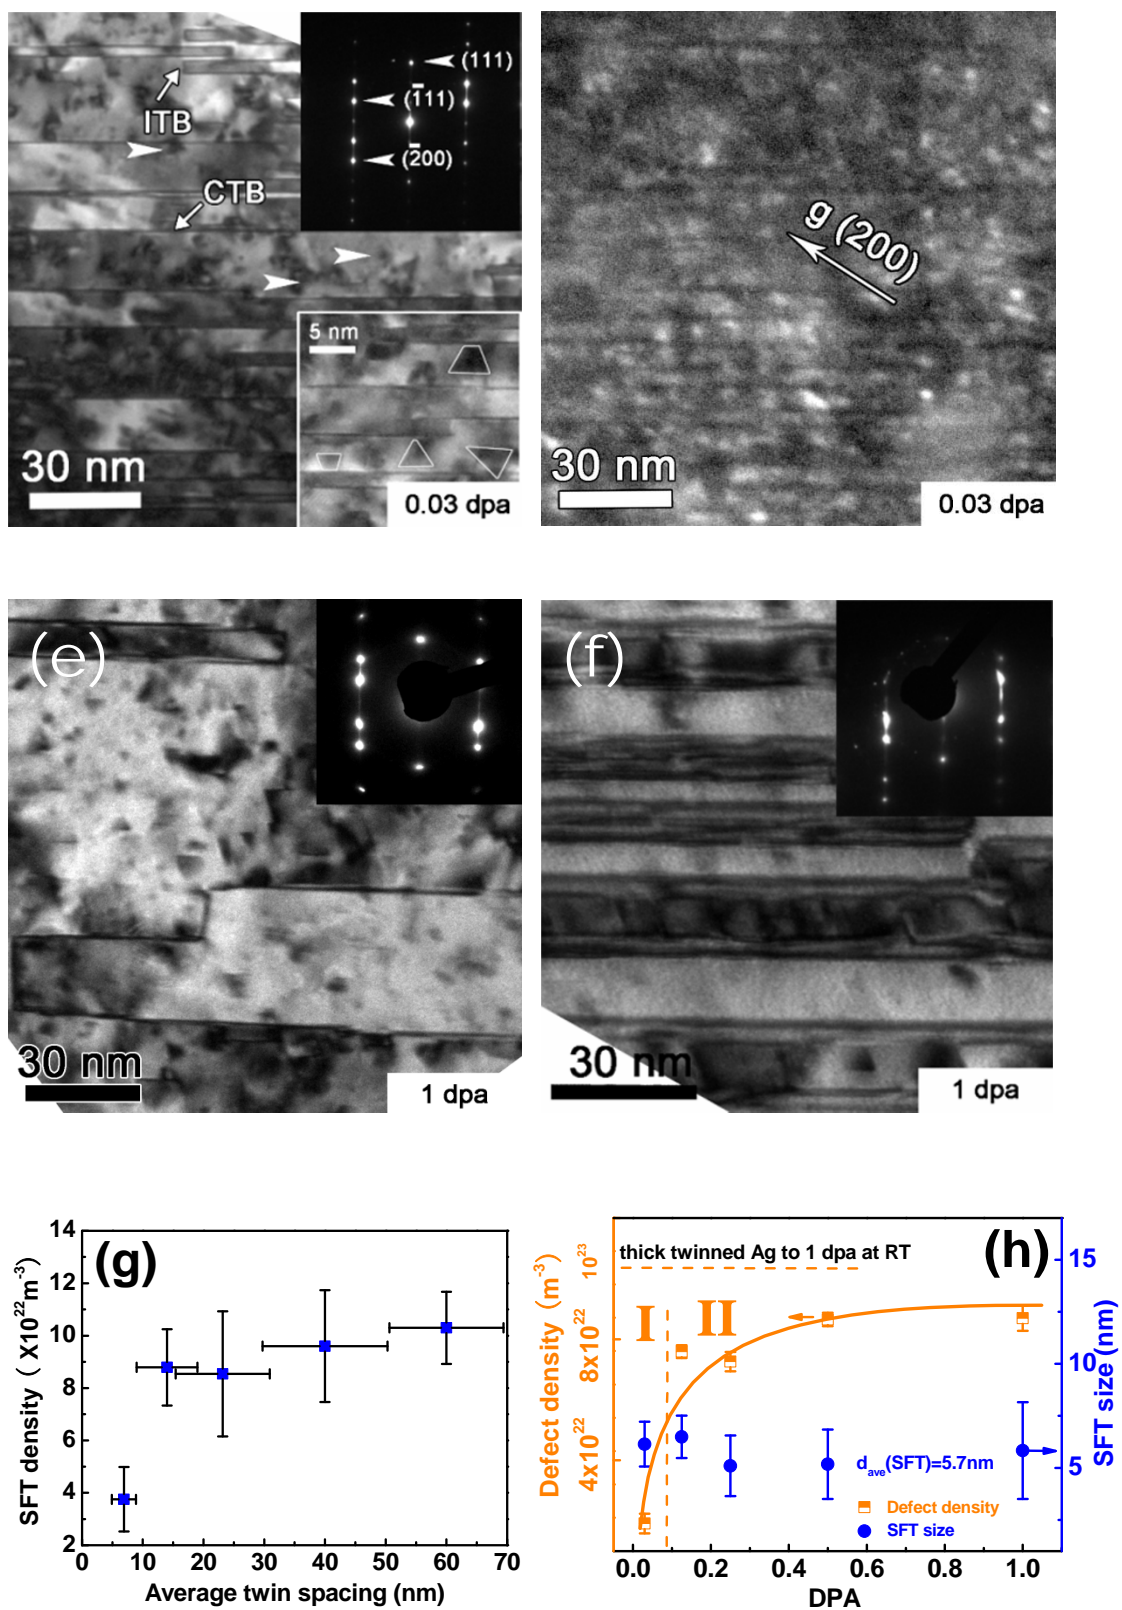 (111)
(1̄11)
(2̄00)
ITB
CTB
5 nm
30 nm
0.03 dpa
g (200)
30 nm
0.03 dpa
(e)
30 nm
1 dpa
(f)
30 nm
1 dpa
(g)
SFT density ( X10²²m⁻³)
14
12
10
8
6
4
2
0 10 20 30 40 50 60 70
Average twin spacing (nm)
(h)
thick twinned Ag to 1 dpa at RT
I II
Defect density (m⁻³)
10²³
8x10²²
4x10²²
15
10
5
SFT size (nm)
dave(SFT)=5.7nm
Defect density
SFT size
0.0 0.2 0.4 0.6 0.8 1.0
DPA